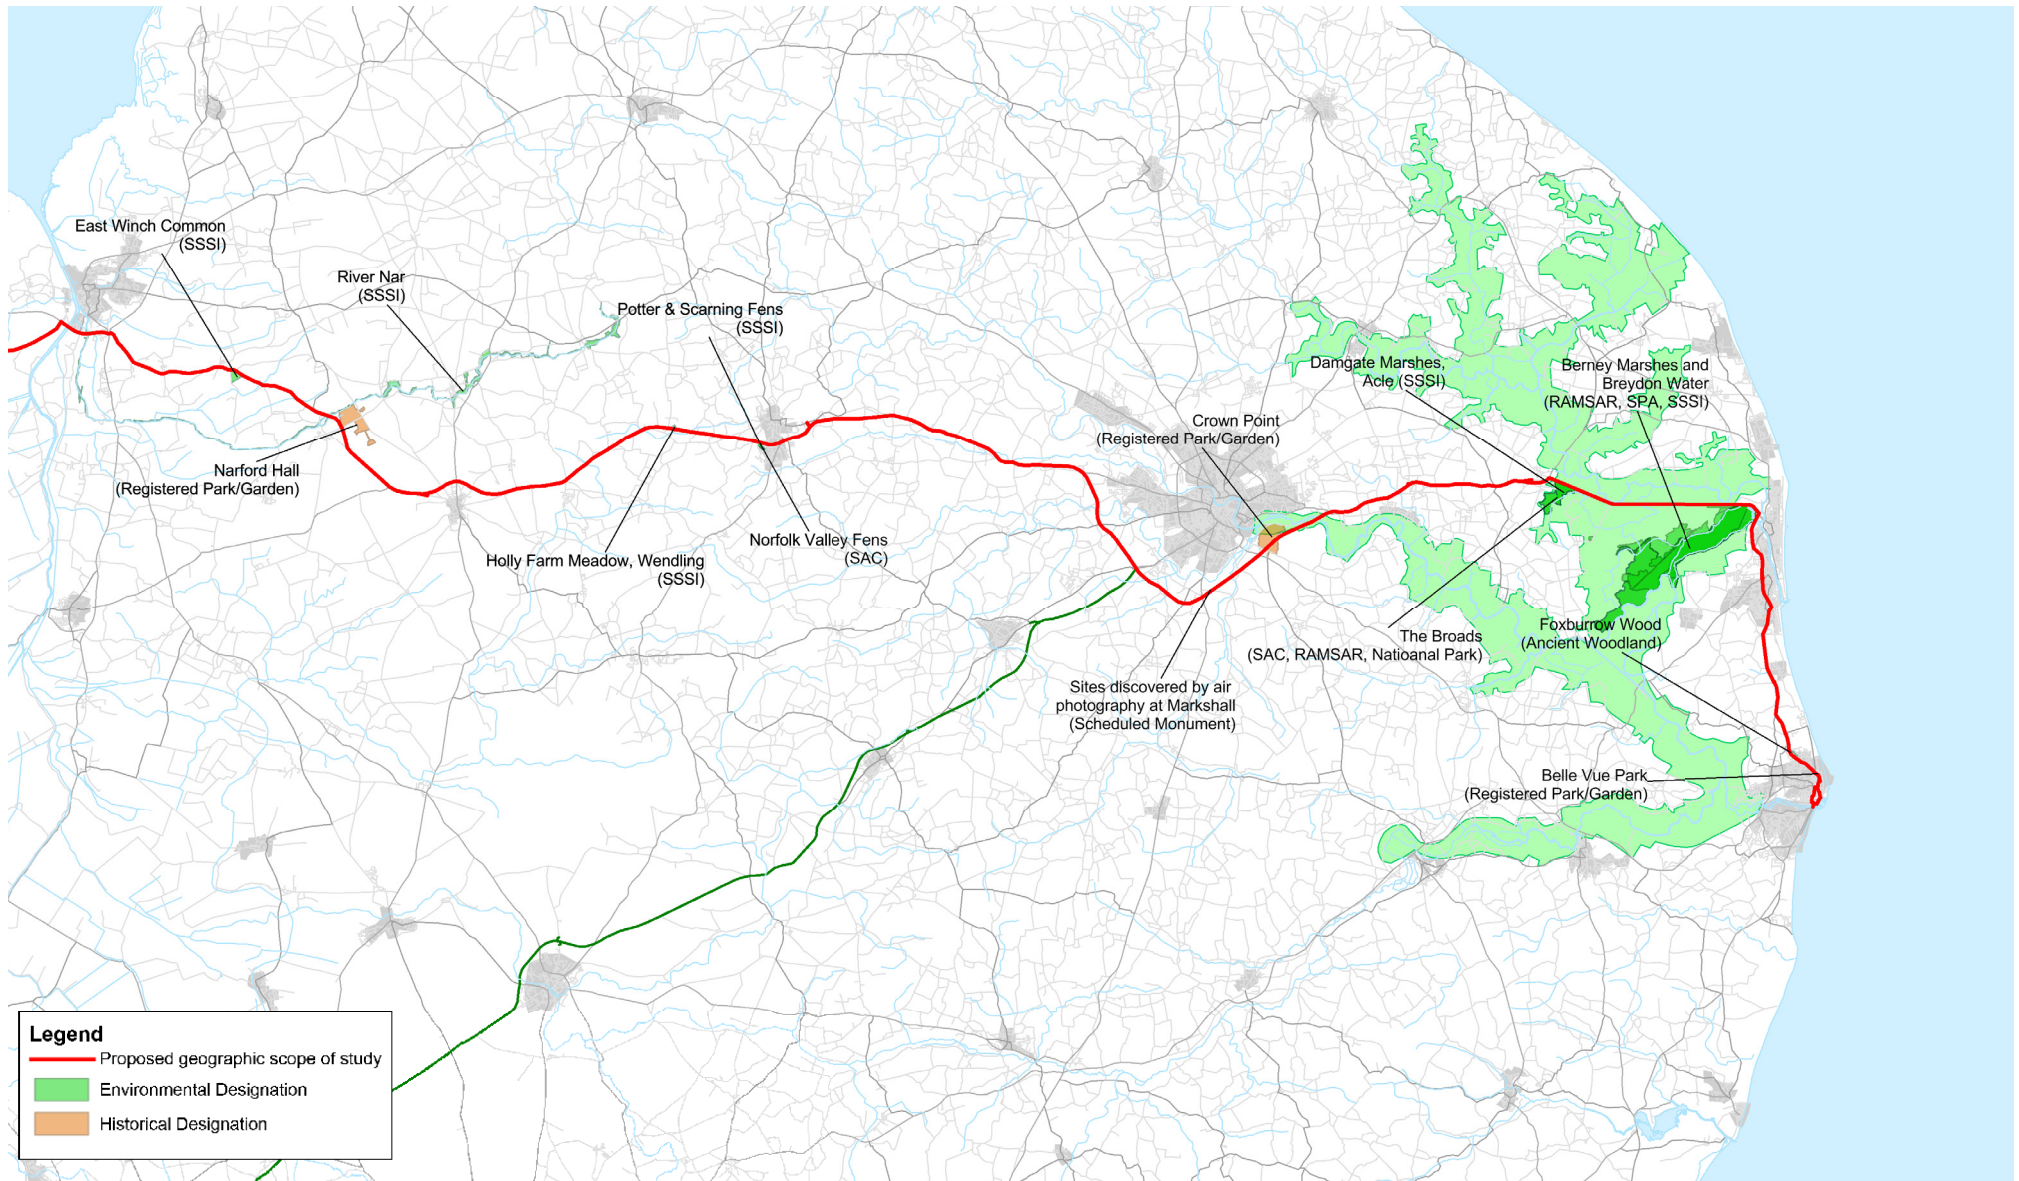 East Winch Common
(SSSI)
River Nar
(SSSI)
Potter & Scarning Fens
(SSSI)
Damgate Marshes,
Acle (SSSI)
Berney Marshes and
Breydon Water
(RAMSAR, SPA, SSSI)
Crown Point
(Registered Park/Garden)
Narford Hall
(Registered Park/Garden)
Holly Farm Meadow, Wendling
(SSSI)
Norfolk Valley Fens
(SAC)
The Broads
(SAC, RAMSAR, Natioanal Park)
Foxburrow Wood
(Ancient Woodland)
Sites discovered by air
photography at Markshall
(Scheduled Monument)
Belle Vue Park
(Registered Park/Garden)
Legend
Proposed geographic scope of study
Environmental Designation
Historical Designation